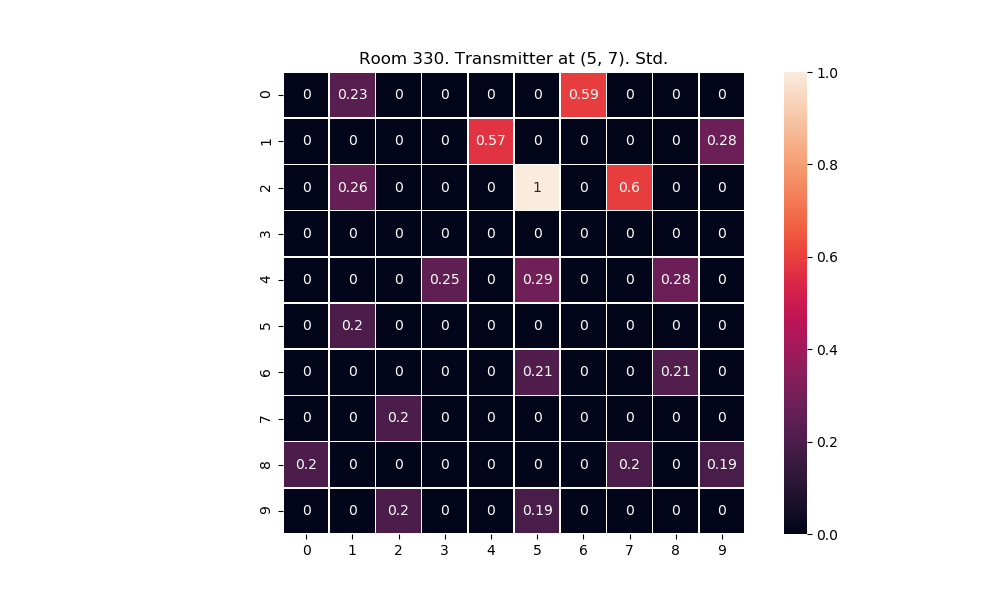 Room 330. Transmitter at (5, 7). Std.
0 0 0.23 0 0 0 0 0.59 0 0 0
1 0 0 0 0 0.57 0 0 0 0 0.28
2 0 0.26 0 0 0 1 0 0.6 0 0
3 0 0 0 0 0 0 0 0 0 0
4 0 0 0 0.25 0 0.29 0 0 0.28 0
5 0 0.2 0 0 0 0 0 0 0 0
6 0 0 0 0 0 0.21 0 0 0.21 0
7 0 0 0.2 0 0 0 0 0 0 0
8 0.2 0 0 0 0 0 0 0.2 0 0.19
9 0 0 0.2 0 0 0.19 0 0 0 0
0 1 2 3 4 5 6 7 8 9
1.0
0.8
0.6
0.4
0.2
0.0